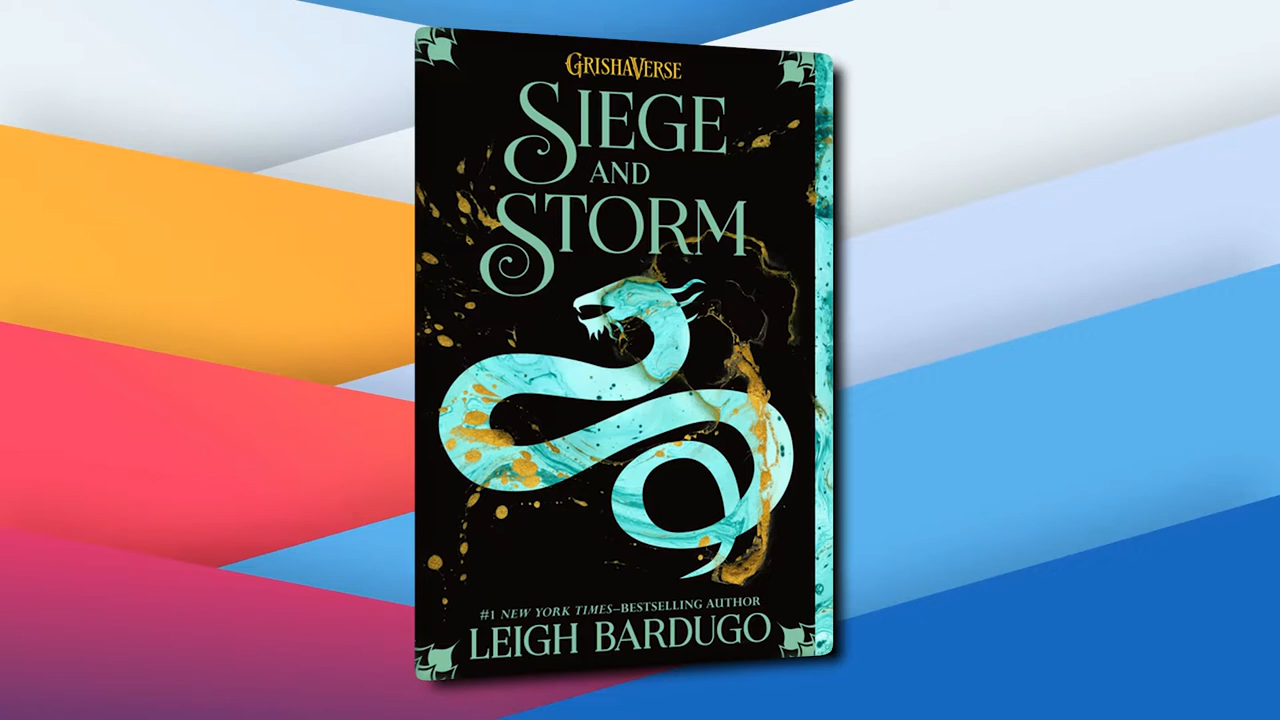 GRISHAVERSE
SIEGE
AND
STORM
#1 NEW YORK TIMES–BESTSELLING AUTHOR
LEIGH BARDUGO